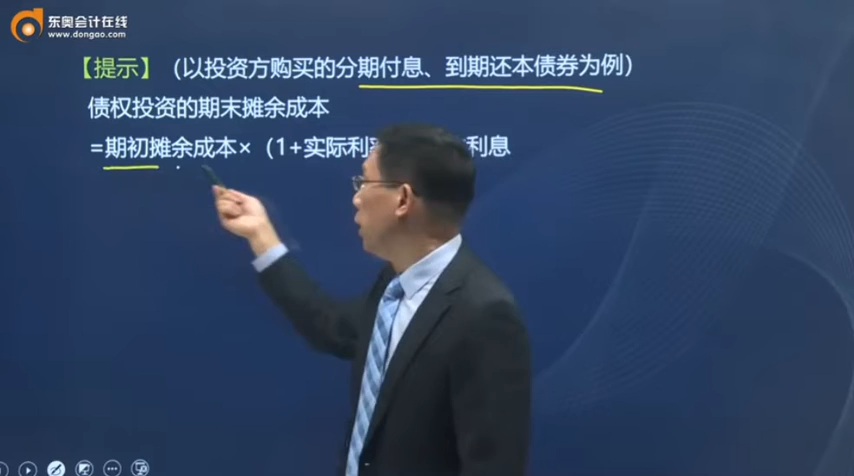 东奥会计在线
www.dongao.com
【提示】（以投资方购买的分期付息、到期还本债券为例）
债权投资的期末摊余成本
=期初摊余成本×（1+实际利 利息